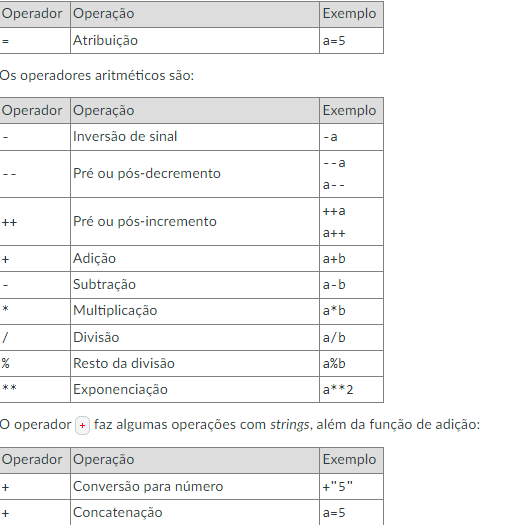 Operador Operação Exemplo
= Atribuição a=5
Os operadores aritméticos são:
Operador Operação Exemplo
- Inversão de sinal -a
-- Pré ou pós-decremento --a
a--
++ Pré ou pós-incremento ++a
a++
+ Adição a+b
- Subtração a-b
* Multiplicação a*b
/ Divisão a/b
% Resto da divisão a%b
** Exponenciação a**2
O operador + faz algumas operações com strings, além da função de adição:
Operador Operação Exemplo
+ Conversão para número +"5"
+ Concatenação a=5